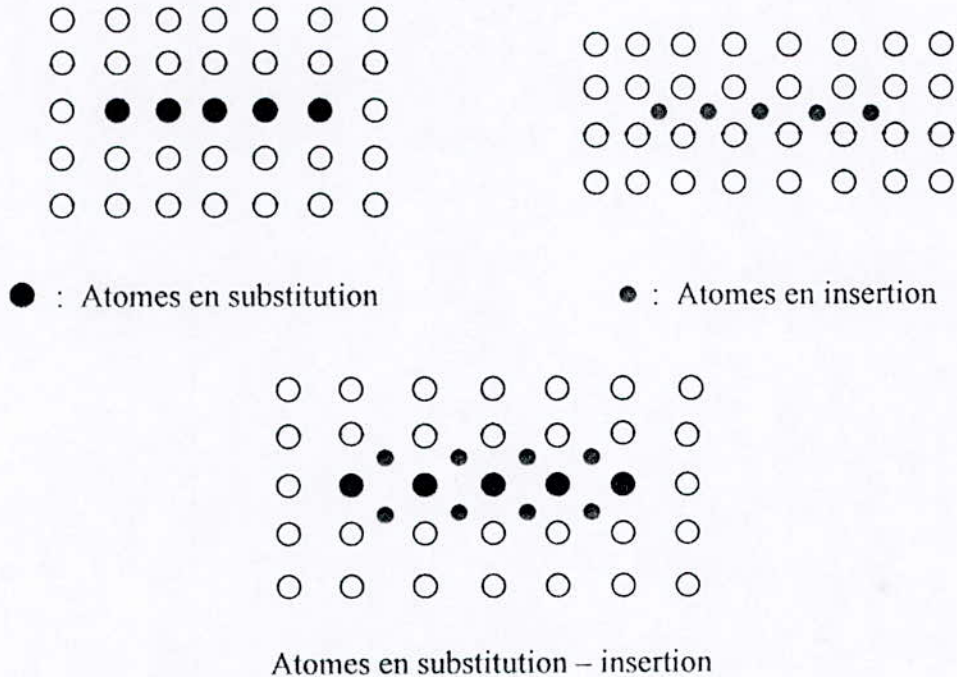 : Atomes en substitution
: Atomes en insertion
Atomes en substitution – insertion